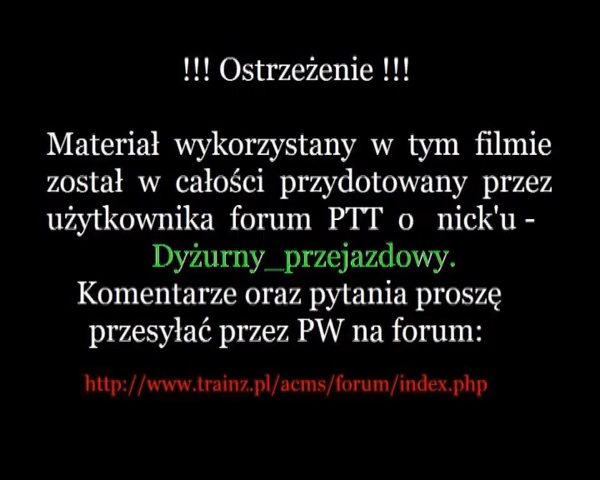 !!! Ostrzeżenie !!!
Materiał wykorzystany w tym filmie
został w całości przydotowany przez
użytkownika forum PTT o nick'u -
Dyżurny_przejazdowy.
Komentarze oraz pytania proszę
przesyłać przez PW na forum:
http://www.trainz.pl/acms/forum/index.php